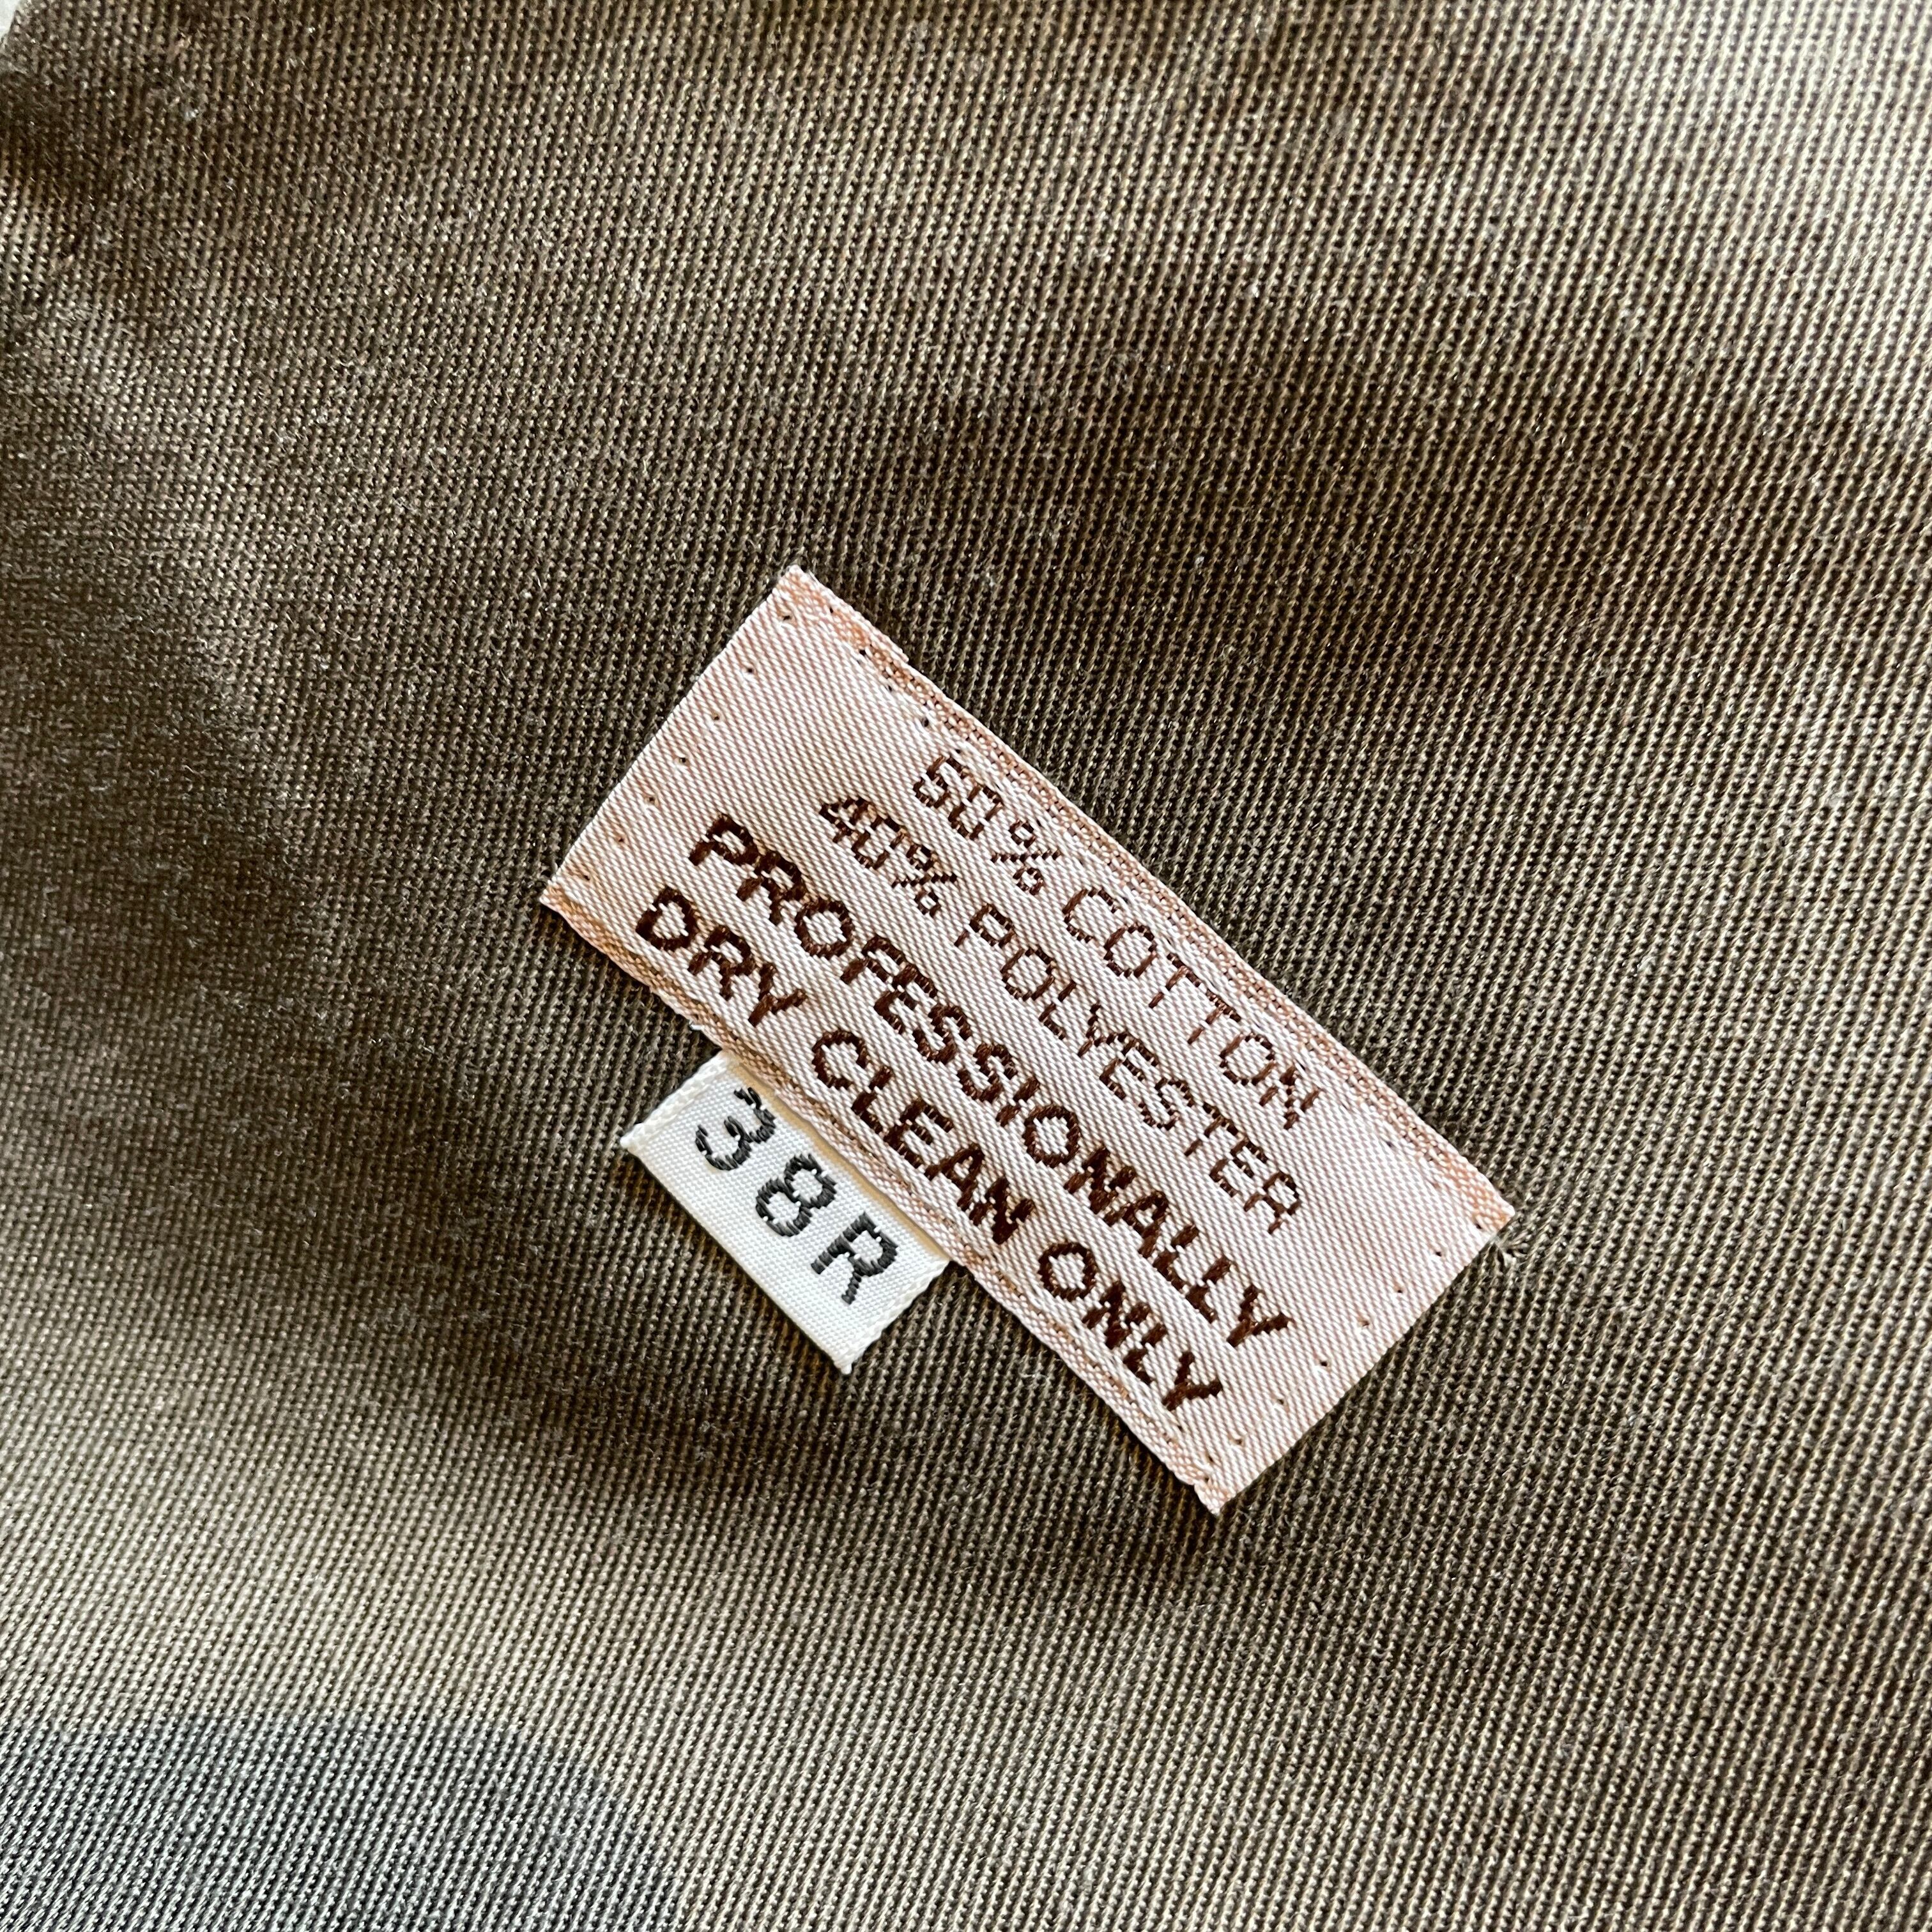 60% COTTON
40% POLYESTER
PROFESSIONALLY
DRY CLEAN ONLY
38R